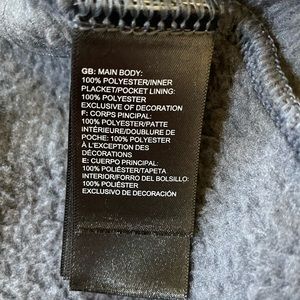 GB: MAIN BODY:
100% POLYESTER/INNER
PLACKET/POCKET LINING:
100% POLYESTER
EXCLUSIVE OF DECORATION
F: CORPS PINCIPAL:
100% POLYESTER/PATTE
INTÉRIEURE/DOUBLURE DE
POCHE: 100% POLYESTER
À L'EXCEPTION DES
DÉCORATIONS
E: CUERPO PRINCIPAL:
100% POLIÉSTER/TAPETA
INTERIOR/FORRO DEL BOLSILLO:
100% POLIÉSTER
EXCLUSIVO DE DECORACIÓN